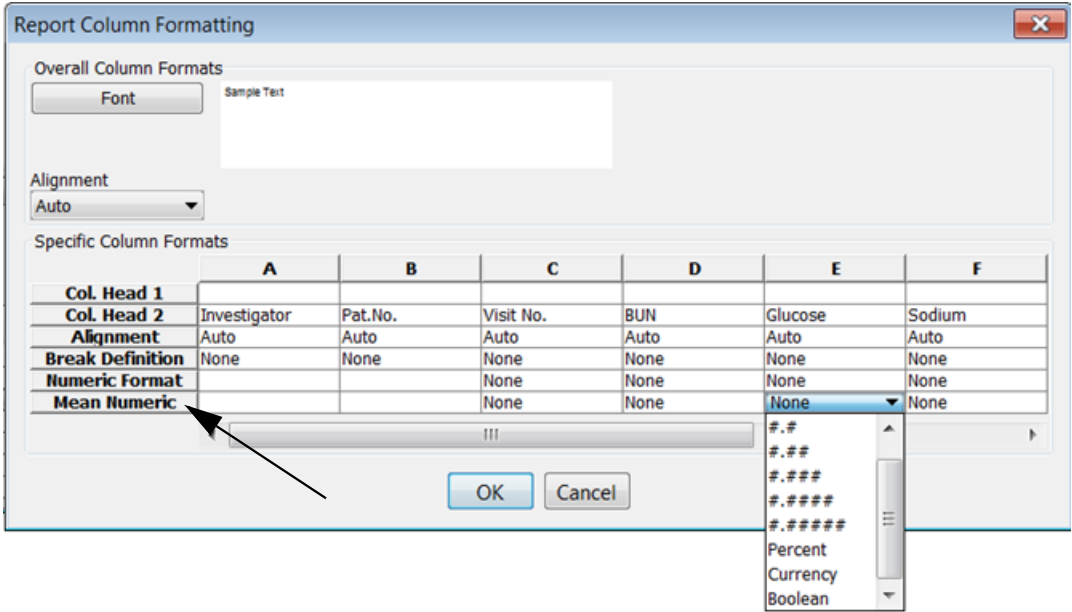 Report Column Formatting
Overall Column Formats
Font
Sample Text
Alignment
Auto
Specific Column Formats
A B C D E F
Col. Head 1
Col. Head 2 Investigator Pat.No. Visit No. BUN Glucose Sodium
Alignment Auto Auto Auto Auto Auto Auto
Break Definition None None None None None None
Numeric Format None None None None
Mean Numeric None None None None
#.#
#.##
#.###
#.####
#.#####
Percent
Currency
Boolean
OK Cancel